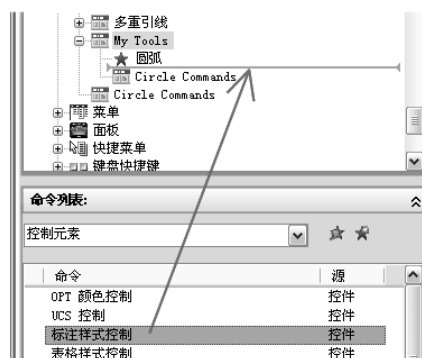 多重引线
My Tools
圆弧
Circle Commands
Circle Commands
菜单
面板
快捷菜单
键盘快捷键
命令列表:
控制元素
命令 源
OPT 颜色控制 控件
UCS 控制 控件
标注样式控制 控件
表格样式控制 控件